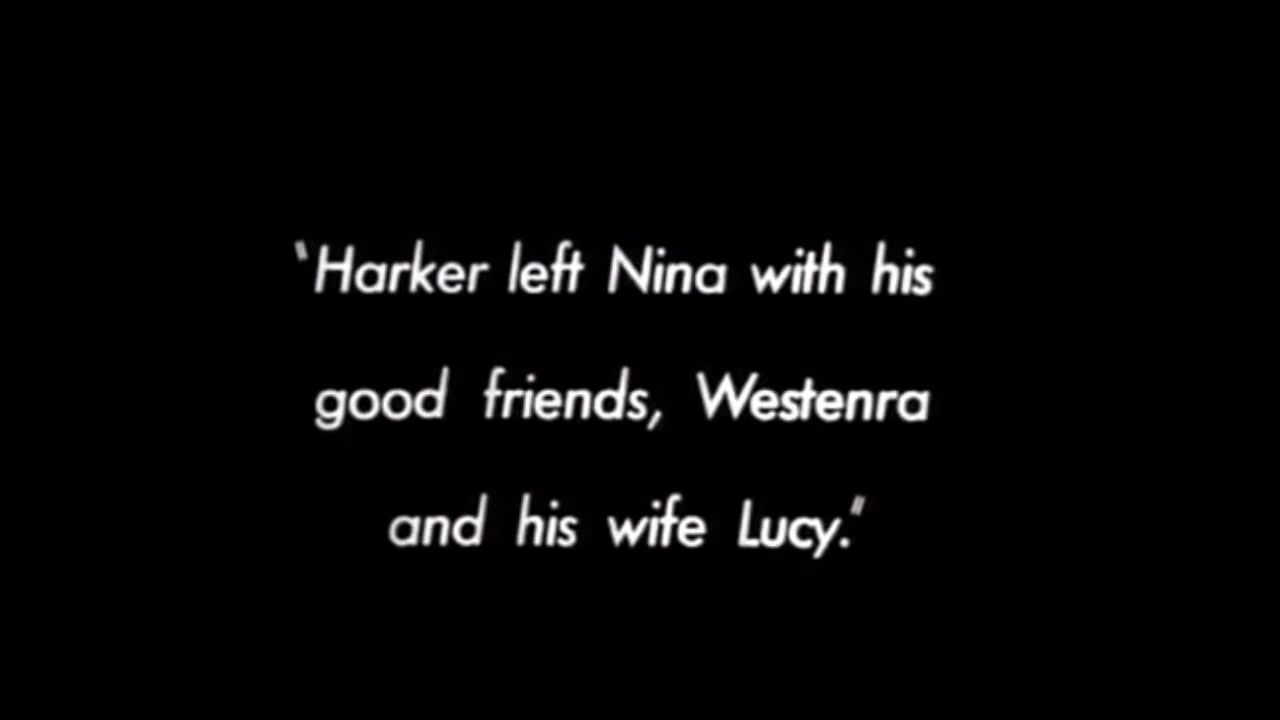 "Harker left Nina with his
good friends, Westenra
and his wife Lucy."